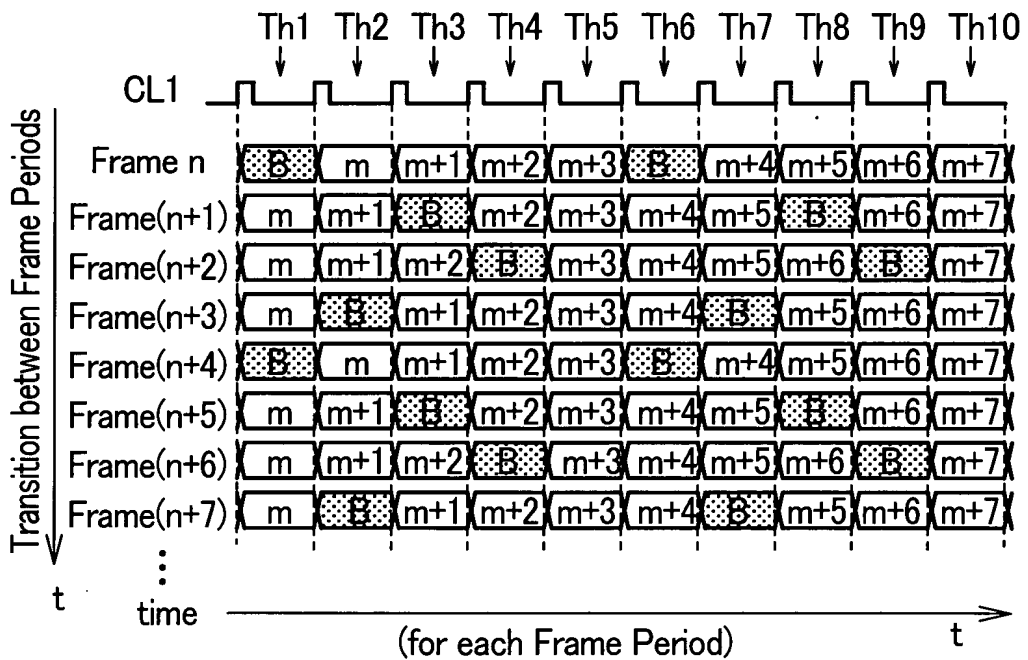 Th1 Th2 Th3 Th4 Th5 Th6 Th7 Th8 Th9 Th10
CL1
Transition between Frame Periods
Frame n B m m+1 m+2 m+3 B m+4 m+5 m+6 m+7
Frame(n+1) m m+1 B m+2 m+3 m+4 m+5 B m+6 m+7
Frame(n+2) m m+1 m+2 B m+3 m+4 m+5 m+6 B m+7
Frame(n+3) m B m+1 m+2 m+3 m+4 B m+5 m+6 m+7
Frame(n+4) B m m+1 m+2 m+3 B m+4 m+5 m+6 m+7
Frame(n+5) m m+1 B m+2 m+3 m+4 m+5 B m+6 m+7
Frame(n+6) m m+1 m+2 B m+3 m+4 m+5 m+6 B m+7
Frame(n+7) m B m+1 m+2 m+3 m+4 B m+5 m+6 m+7
t
time
(for each Frame Period)
t